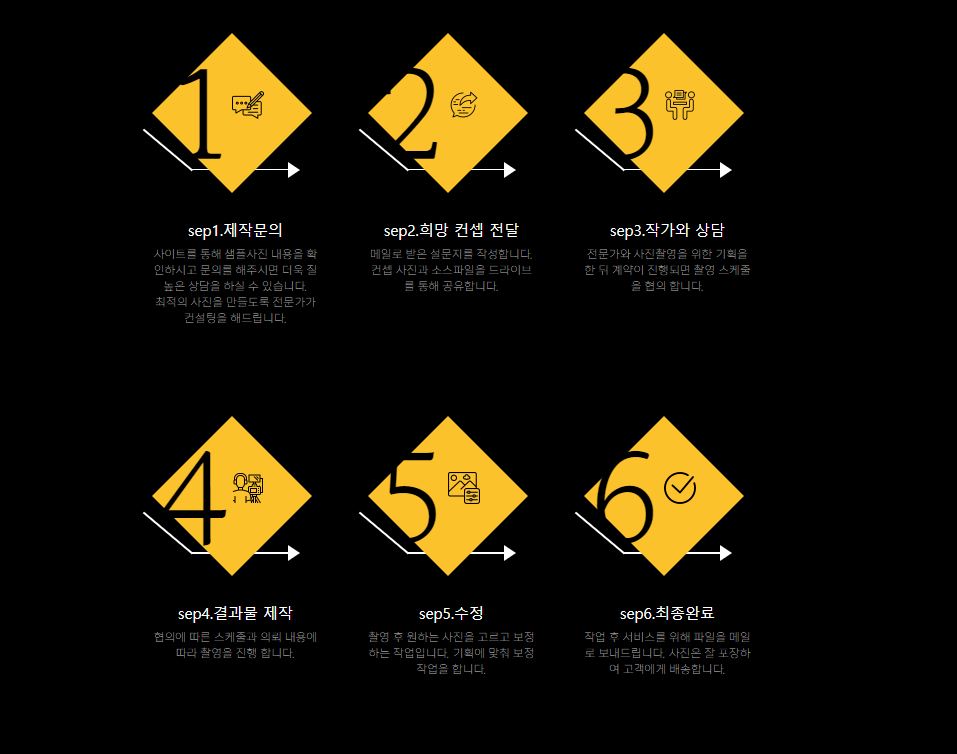 1
2
3
sep1.제작문의
사이트를 통해 샘플사진 내용을 확
인하시고 문의를 해주시면 더욱 질
높은 상담을 하실 수 있습니다.
최적의 사진을 만들도록 전문가가
컨설팅을 해드립니다.
sep2.희망 컨셉 전달
메일로 받은 설문지를 작성합니다.
컨셉 사진과 소스파일을 드라이브
를 통해 공유합니다.
sep3.작가와 상담
전문가와 사진촬영을 위한 기획을
한 뒤 계약이 진행되면 촬영 스케줄
을 협의 합니다.
4
5
6
sep4.결과물 제작
협의에 따른 스케줄과 의뢰 내용에
따라 촬영을 진행 합니다.
sep5.수정
촬영 후 원하는 사진을 고르고 보정
하는 작업입니다. 기획에 맞춰 보정
작업을 합니다.
sep6.최종완료
작업 후 서비스를 위해 파일을 메일
로 보내드립니다. 사진은 잘 포장하
여 고객에게 배송합니다.